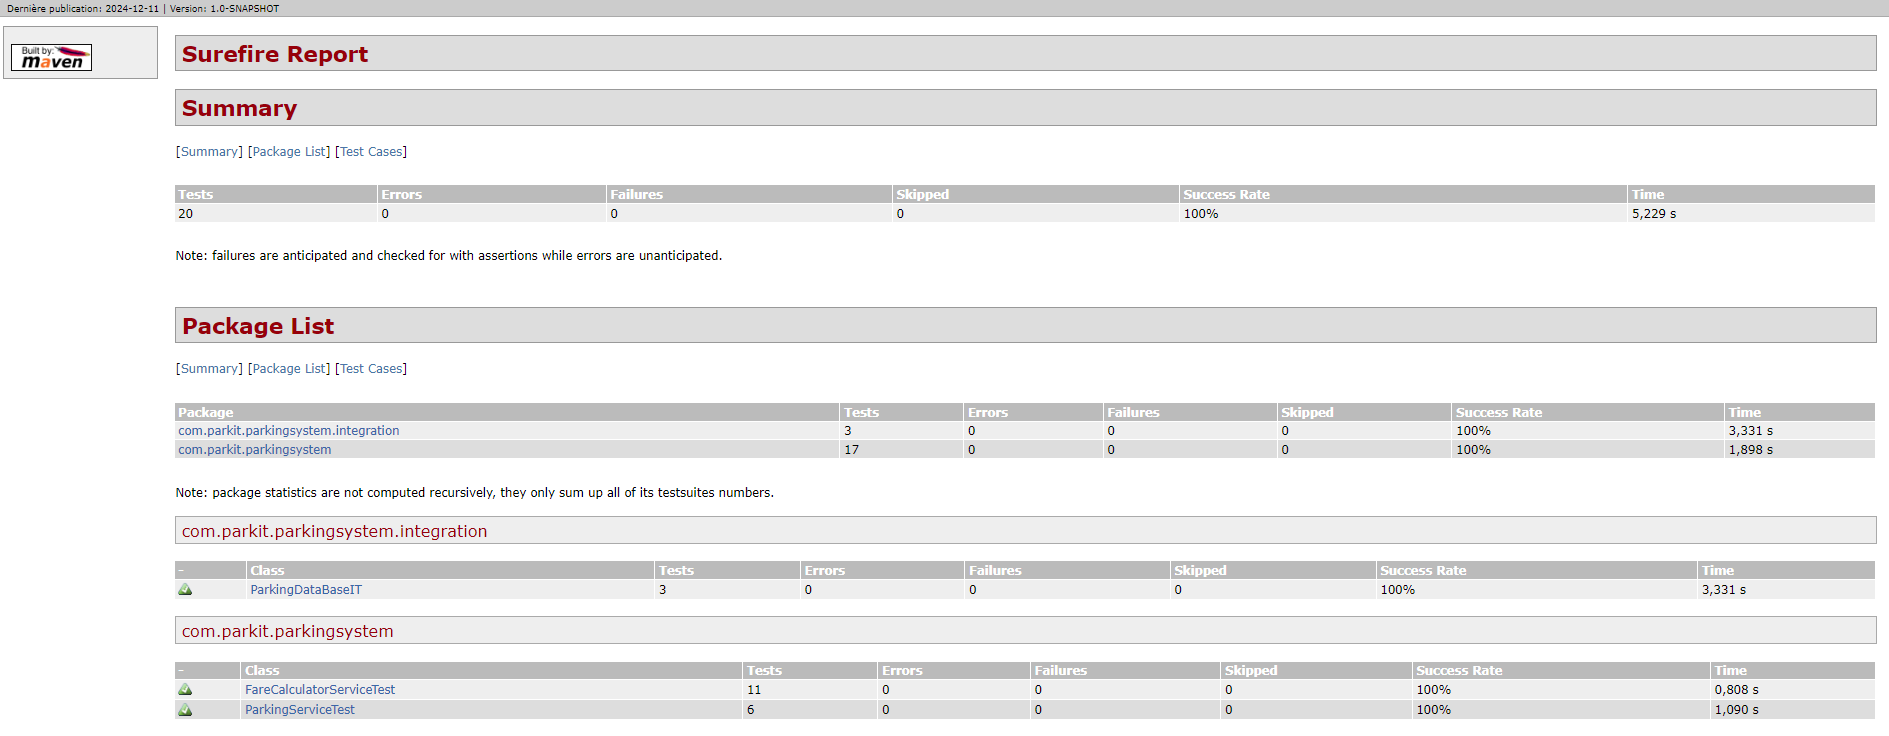 Dernière publication: 2024-12-11 | Version: 1.0-SNAPSHOT
Built by:
maven
Surefire Report
Summary
[Summary] [Package List] [Test Cases]
Tests Errors Failures Skipped Success Rate Time
20 0 0 0 100% 5,229 s
Note: failures are anticipated and checked for with assertions while errors are unanticipated.
Package List
[Summary] [Package List] [Test Cases]
Package Tests Errors Failures Skipped Success Rate Time
com.parkit.parkingsystem.integration 3 0 0 0 100% 3,331 s
com.parkit.parkingsystem 17 0 0 0 100% 1,898 s
Note: package statistics are not computed recursively, they only sum up all of its testsuites numbers.
com.parkit.parkingsystem.integration
- Class Tests Errors Failures Skipped Success Rate Time
ParkingDataBaseIT 3 0 0 0 100% 3,331 s
com.parkit.parkingsystem
- Class Tests Errors Failures Skipped Success Rate Time
FareCalculatorServiceTest 11 0 0 0 100% 0,808 s
ParkingServiceTest 6 0 0 0 100% 1,090 s